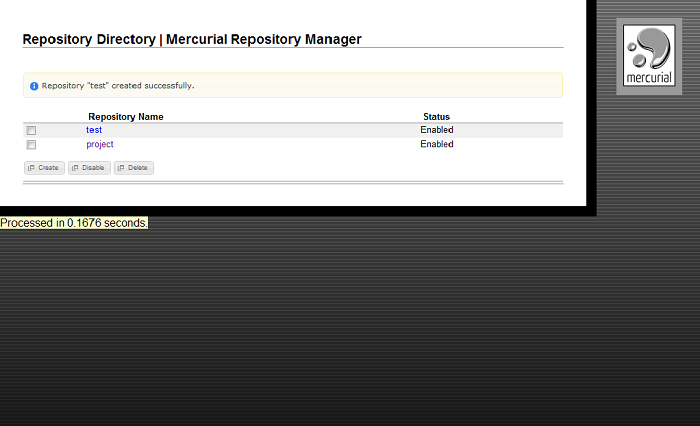 Repository Directory | Mercurial Repository Manager
mercurial
Repository "test" created successfully.
Repository Name Status
test Enabled
project Enabled
Create Disable Delete
Processed in 0.1676 seconds.